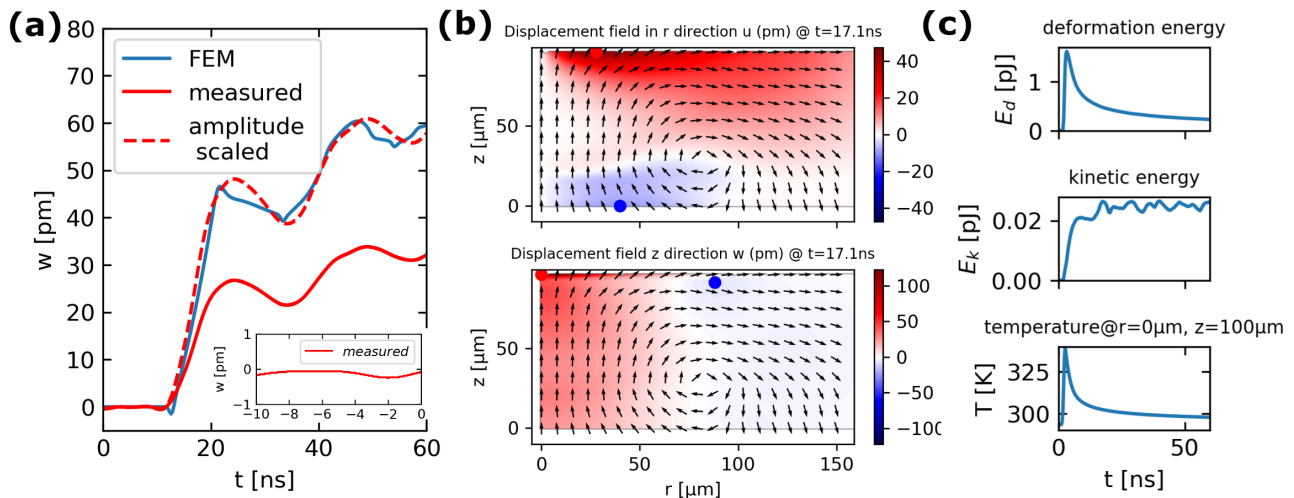 (a)
w [pm]
80
70
60
50
40
30
20
10
0
FEM
measured
amplitude
scaled
w [pm]
1
0
−1
measured
−10
−8
−6
−4
−2
0
0
20
40
60
t [ns]
(b)
Displacement field in r direction u (pm) @ t=17.1ns
z [μm]
50
0
40
20
0
−20
−40
Displacement field z direction w (pm) @ t=17.1ns
z [μm]
50
0
100
50
0
−50
−100
0
50
100
150
r [μm]
(c)
deformation energy
E_d [pJ]
1
0
kinetic energy
E_k [pJ]
0.02
0.00
temperature@r=0μm, z=100μm
T [K]
325
300
0
50
t [ns]